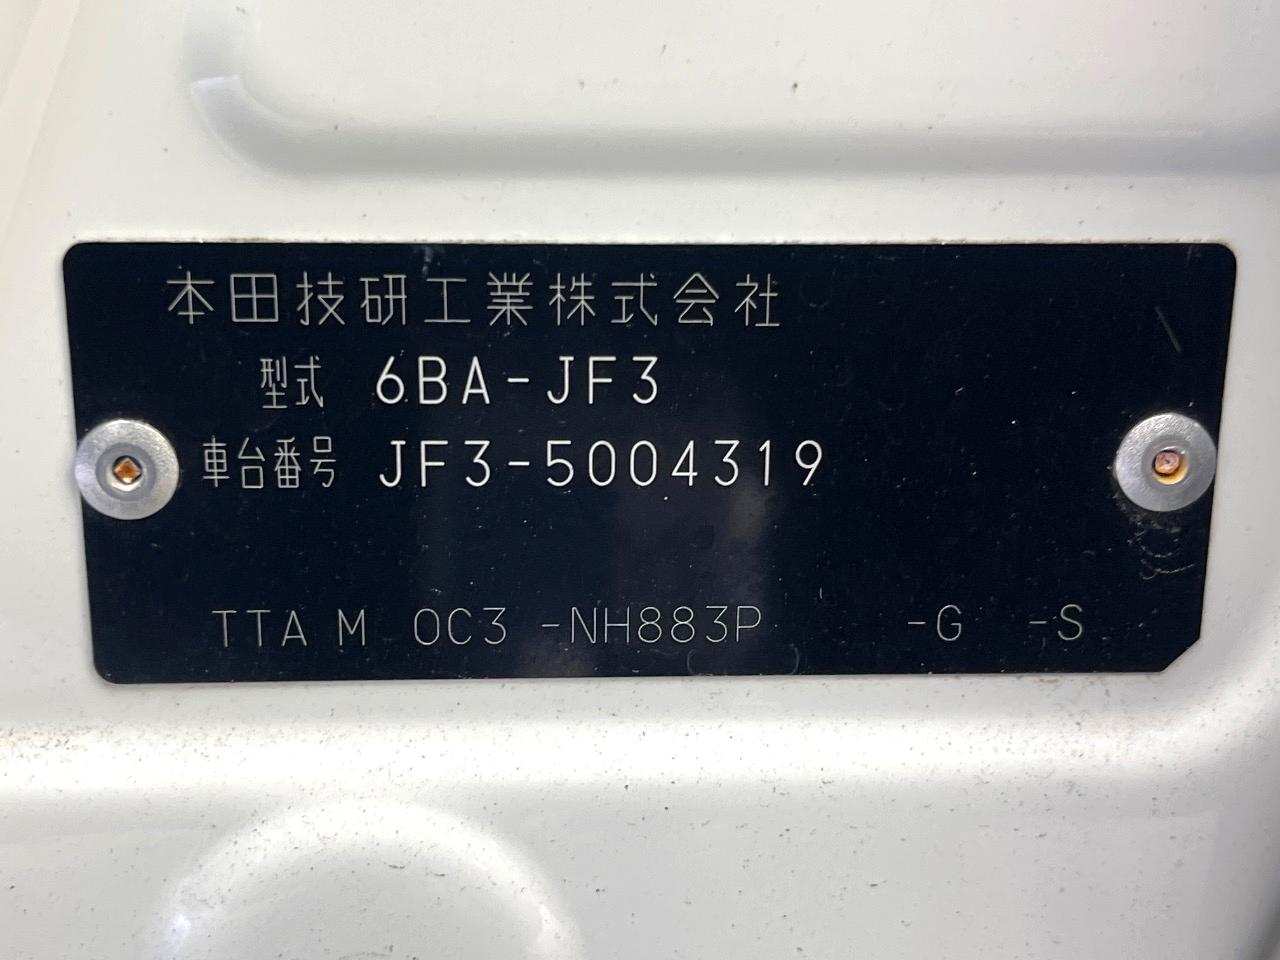 本田技研工業株式会社
型式 6BA-JF3
車台番号 JF3-5004319
TTA M 0C3 -NH883P -G -S